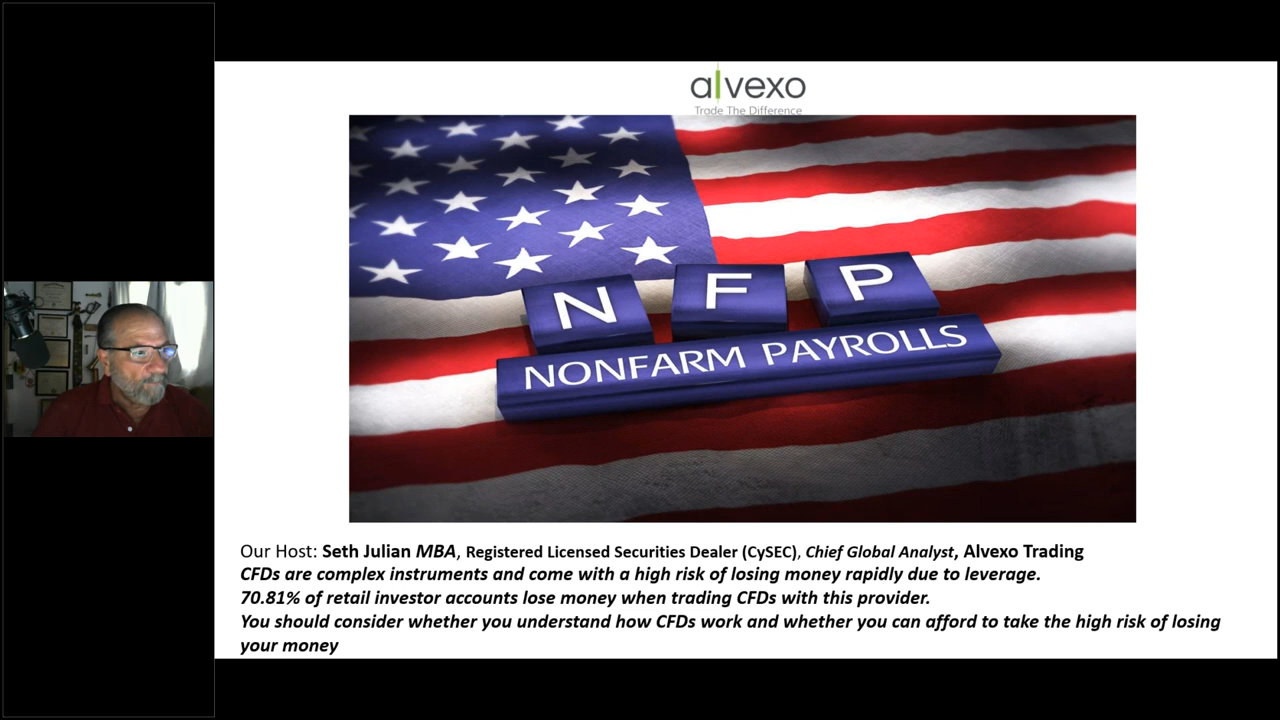 alvexo
Trade The Difference
N F P
NONFARM PAYROLLS
Our Host: Seth Julian MBA, Registered Licensed Securities Dealer (CySEC), Chief Global Analyst, Alvexo Trading
CFDs are complex instruments and come with a high risk of losing money rapidly due to leverage.
70.81% of retail investor accounts lose money when trading CFDs with this provider.
You should consider whether you understand how CFDs work and whether you can afford to take the high risk of losing
your money